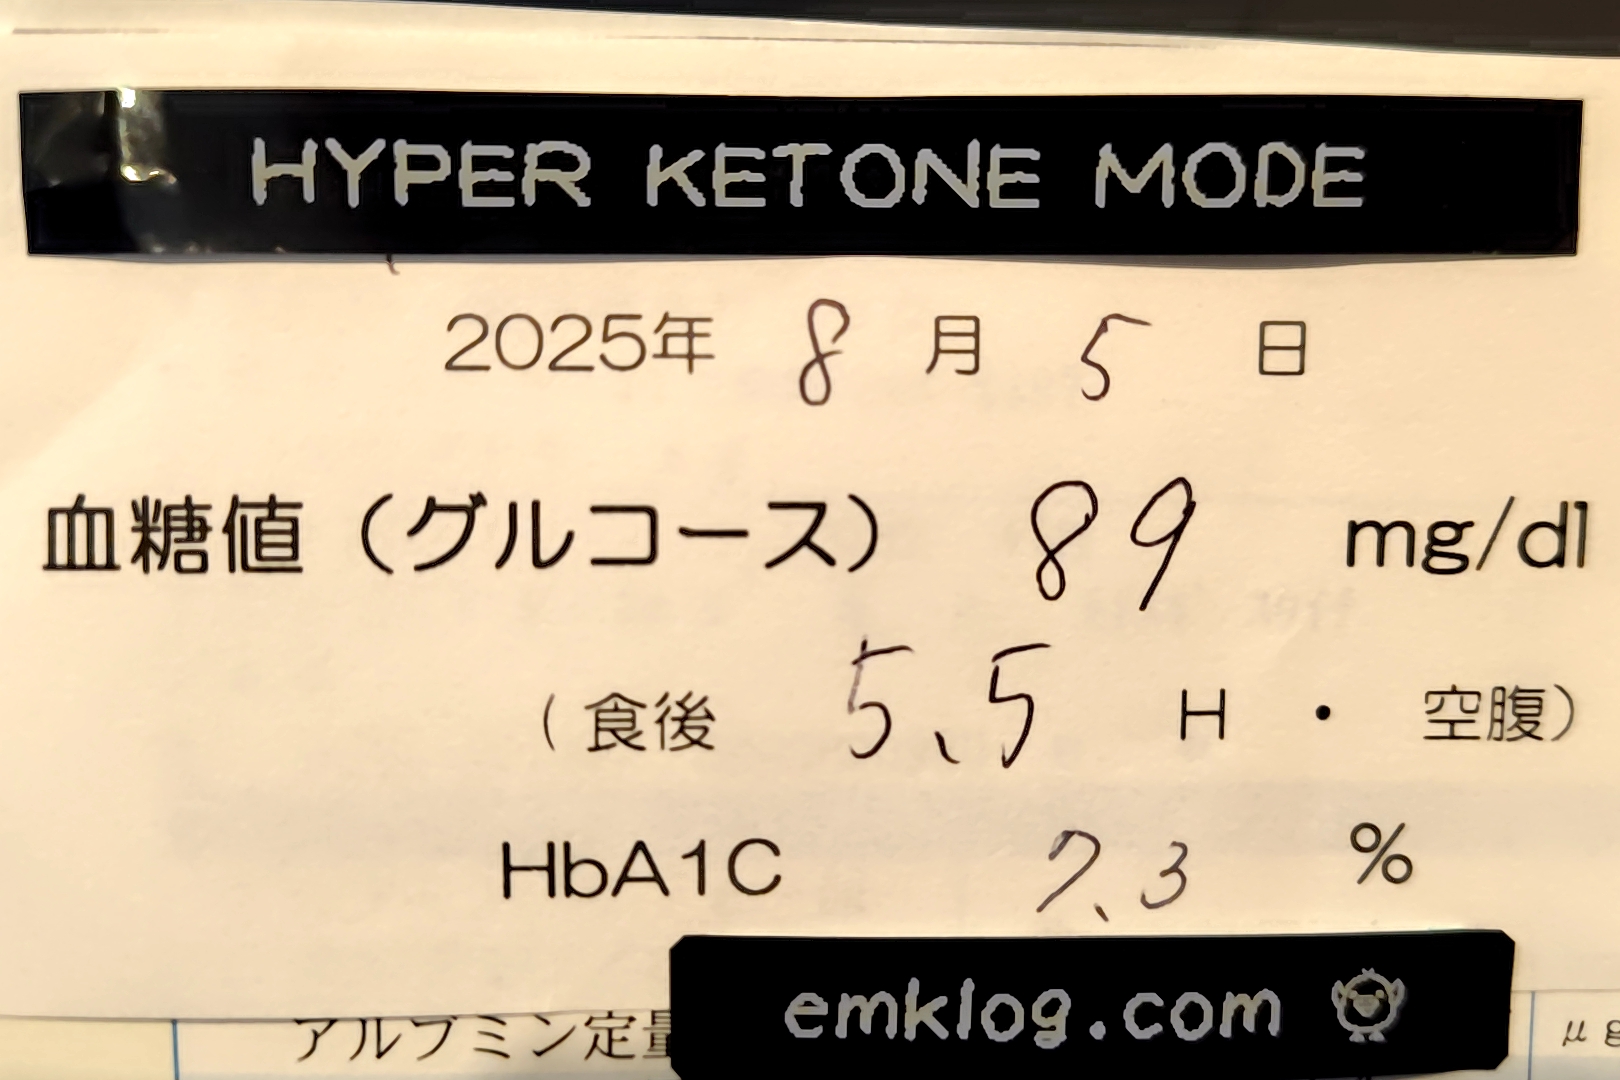 HYPER KETONE MODE
2025年 8 月 5 日
血糖値（グルコース） 89 mg/dl
（食後 5.5 H ・ 空腹）
HbA1C 7.3 %
emklog.com
アルブミン定量 μg